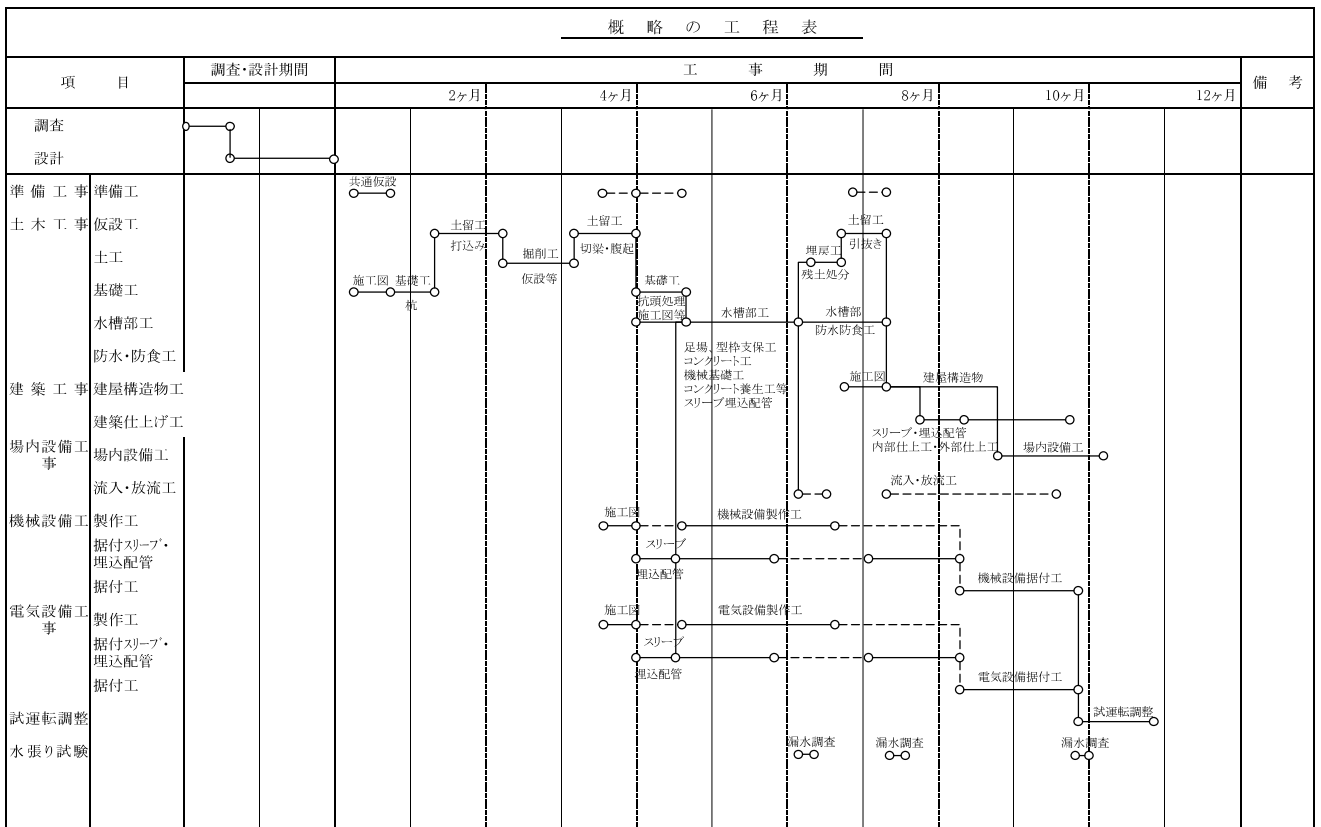 概略の工程表
項目
調査・設計期間
工事期間
備考
2ヶ月
4ヶ月
6ヶ月
8ヶ月
10ヶ月
12ヶ月
調査
設計
準備工事
準備工
共通仮設
土木工事
仮設工
土留工
打込み
土留工
切梁・腹起
土留工
引抜き
土工
掘削工
仮設等
埋戻工
残土処分
基礎工
施工図
基礎工
杭
基礎工
杭頭処理
施工図等
水槽部工
水槽部工
水槽部
防水防食工
防水・防食工
足場、型枠支保工
コンクリート工
機械基礎工
コンクリート養生工等
スリーブ埋込配管
建築工事
建屋構造物工
施工図
建屋構造物
建築仕上げ工
スリーブ・埋込配管
内部仕上工・外部仕上工
場内設備工
事
場内設備工
場内設備工
流入・放流工
流入・放流工
機械設備工
製作工
施工図
機械設備製作工
据付スリーブ・
埋込配管
スリーブ
埋込配管
据付工
機械設備据付工
電気設備工
事
製作工
施工図
電気設備製作工
据付スリーブ・
埋込配管
スリーブ
埋込配管
据付工
電気設備据付工
試運転調整
試運転調整
水張り試験
漏水調査
漏水調査
漏水調査